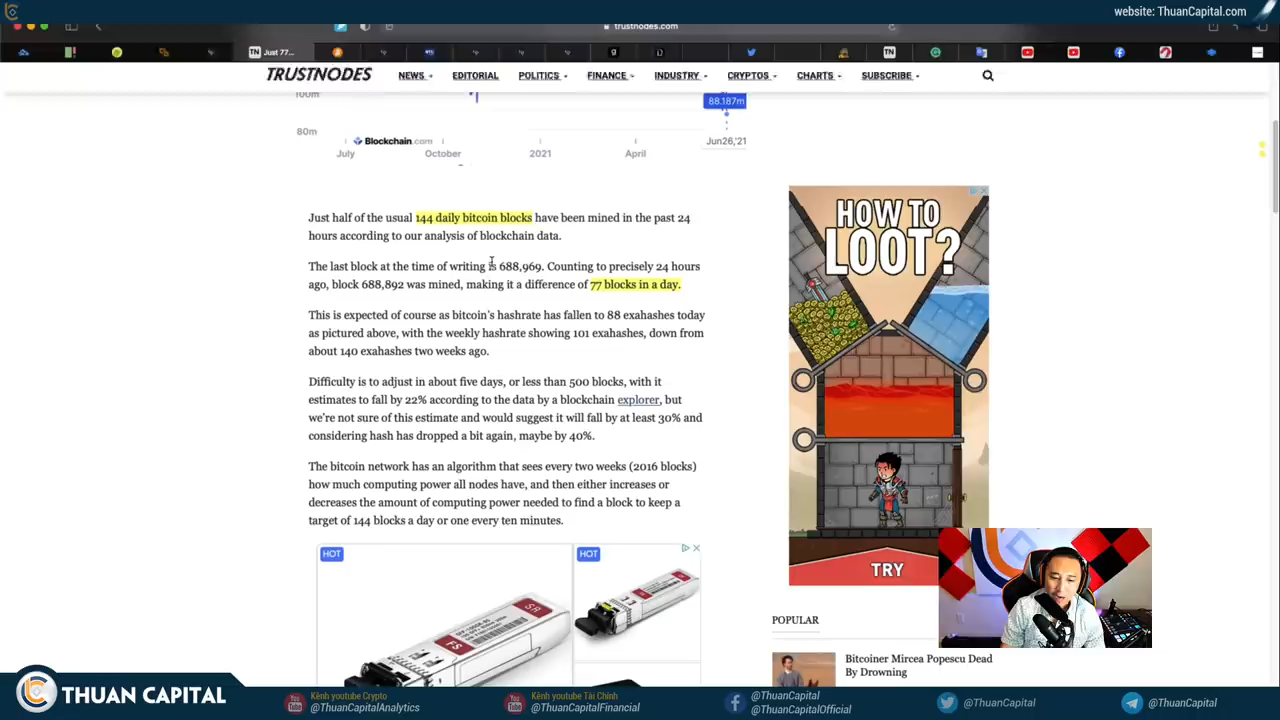 website: ThuanCapital.com
trustnodes.com
TN Just 77...
TN
TRUSTNODES
NEWS
EDITORIAL
POLITICS
FINANCE
INDUSTRY
CRYPTOS
CHARTS
SUBSCRIBE
100m
88.187m
80m
Blockchain.com
Jun26,'21
July
October
2021
April
Just half of the usual 144 daily bitcoin blocks have been mined in the past 24
hours according to our analysis of blockchain data.
The last block at the time of writing is 688,969. Counting to precisely 24 hours
ago, block 688,892 was mined, making it a difference of 77 blocks in a day.
This is expected of course as bitcoin's hashrate has fallen to 88 exahashes today
as pictured above, with the weekly hashrate showing 101 exahashes, down from
about 140 exahashes two weeks ago.
Difficulty is to adjust in about five days, or less than 500 blocks, with it
estimates to fall by 22% according to the data by a blockchain explorer, but
we're not sure of this estimate and would suggest it will fall by at least 30% and
considering hash has dropped a bit again, maybe by 40%.
The bitcoin network has an algorithm that sees every two weeks (2016 blocks)
how much computing power all nodes have, and then either increases or
decreases the amount of computing power needed to find a block to keep a
target of 144 blocks a day or one every ten minutes.
HOW TO
LOOT?
TRY
HOT
HOT
SR
FS
POPULAR
Bitcoiner Mircea Popescu Dead
By Drowning
THUAN CAPITAL
Kênh youtube Crypto
@ThuanCapitalAnalytics
Kênh youtube Tài Chính
@ThuanCapitalFinancial
@ThuanCapital
@ThuanCapitalOfficial
@ThuanCapital
@ThuanCapital